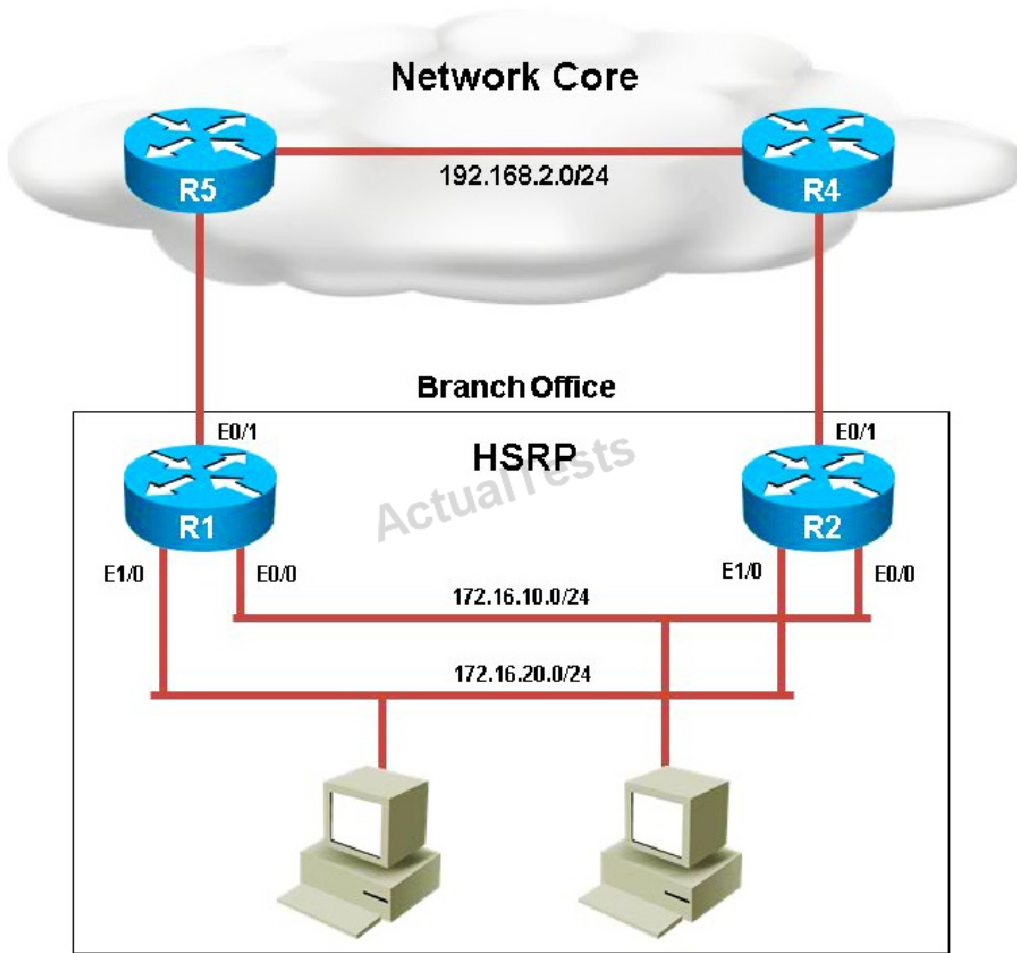 Network Core
R5
192.168.2.0/24
R4
Branch Office
E0/1
HSRP
E0/1
ActualTests
R1
R2
E1/0
E0/0
E1/0
E0/0
172.16.10.0/24
172.16.20.0/24